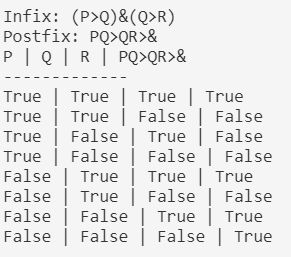 Infix: (P>Q)&(Q>R)
Postfix: PQ>QR>&
P | Q | R | PQ>QR>&
-------------
True | True | True | True
True | True | False | False
True | False | True | False
True | False | False | False
False | True | True | True
False | True | False | False
False | False | True | True
False | False | False | True